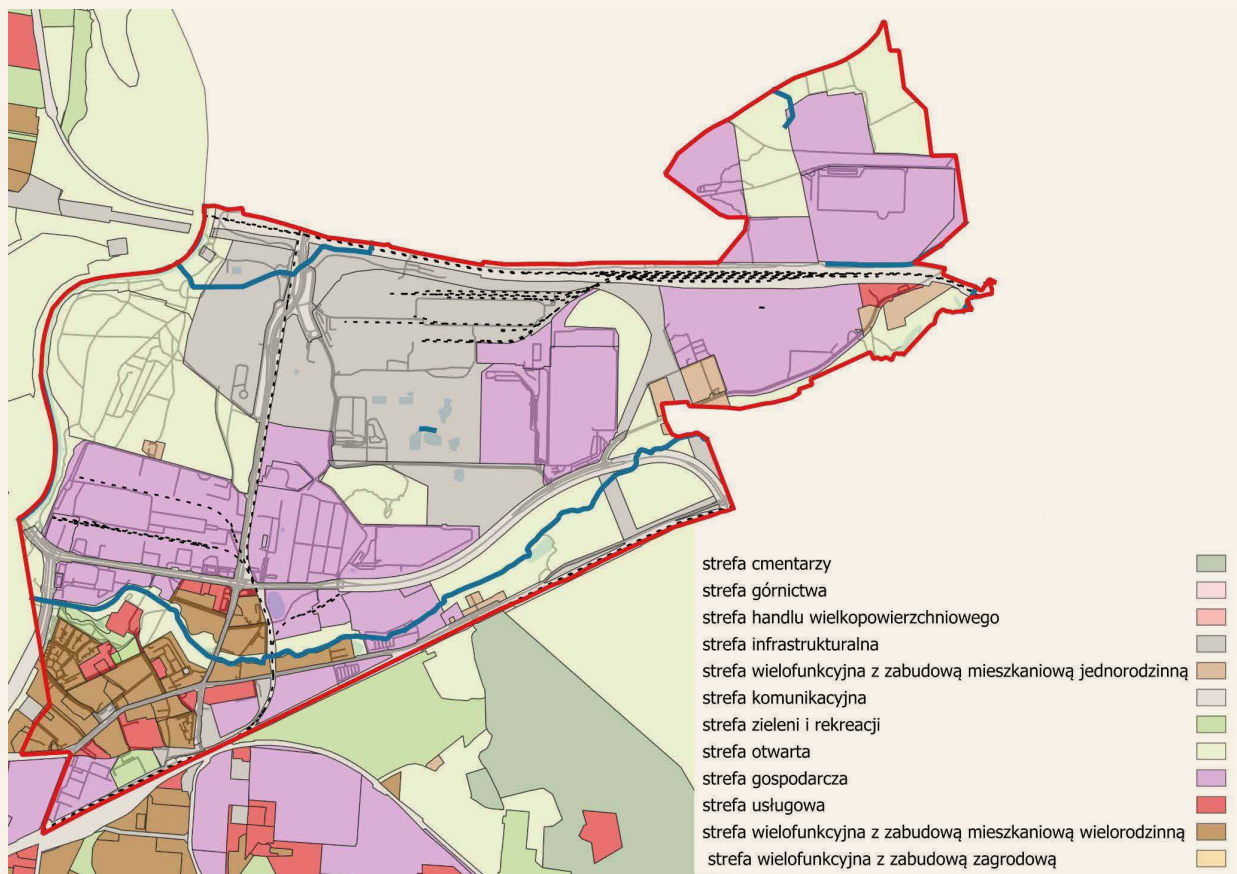 strefa cmentarzy
strefa górnictwa
strefa handlu wielkopowierzchniowego
strefa infrastrukturalna
strefa wielofunkcyjna z zabudową mieszkaniową jednorodzinną
strefa komunikacyjna
strefa zieleni i rekreacji
strefa otwarta
strefa gospodarcza
strefa usługowa
strefa wielofunkcyjna z zabudową mieszkaniową wielorodzinną
strefa wielofunkcyjna z zabudową zagrodową